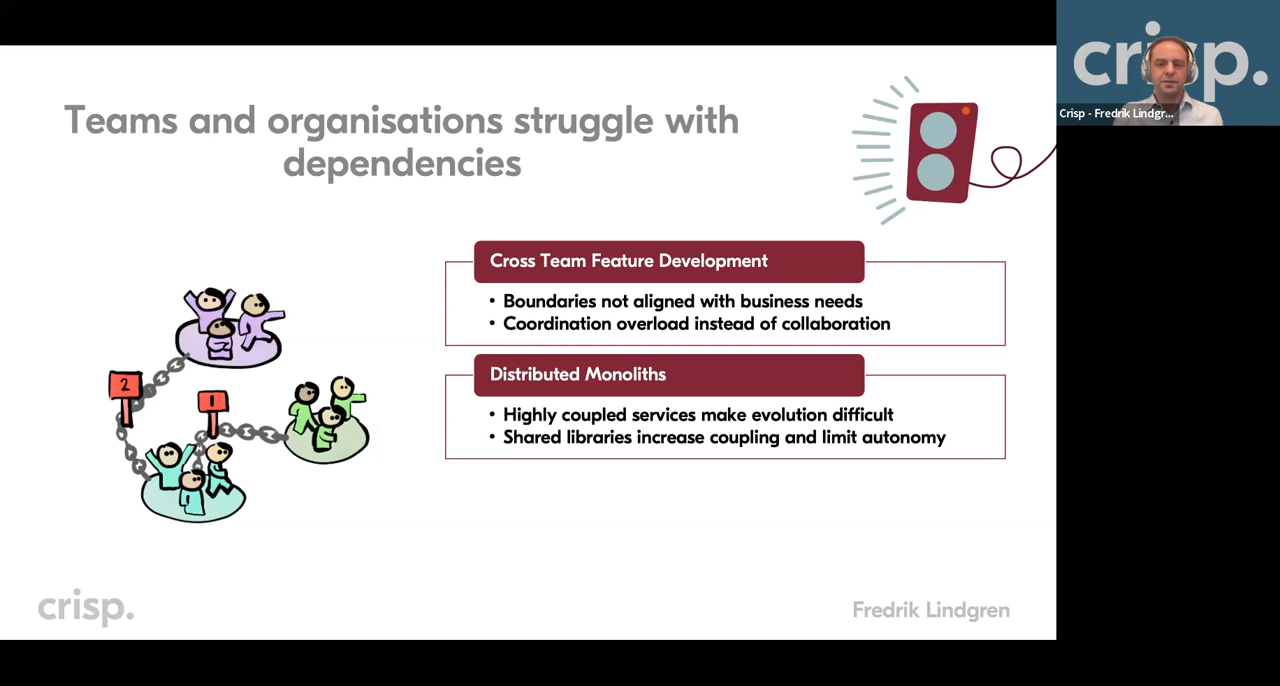 Teams and organisations struggle with
dependencies
Cross Team Feature Development
• Boundaries not aligned with business needs
• Coordination overload instead of collaboration
Distributed Monoliths
• Highly coupled services make evolution difficult
• Shared libraries increase coupling and limit autonomy
2
1
crisp.
Fredrik Lindgren
crisp.
Crisp - Fredrik Lindgr...